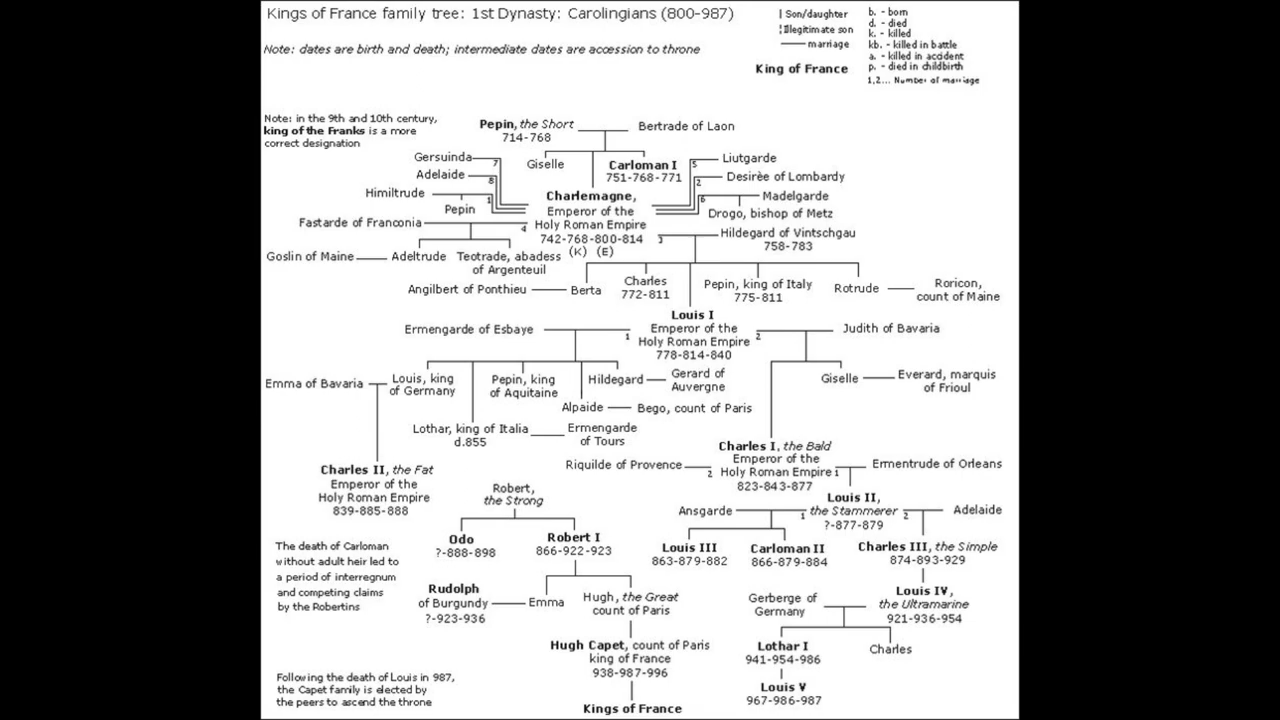 Kings of France family tree: 1st Dynasty: Carolingians (800-987)
Note: dates are birth and death; intermediate dates are accession to throne
Son/daughter
Illegitimate son
marriage
King of France
b. - born
d. - died
k. - killed
kb. - killed in battle
a. - killed in accident
p. - died in childbirth
1,2... Number of marriage
Note: in the 9th and 10th century,
king of the Franks is a more
correct designation
Pepin, the Short
714-768
Bertrade of Laon
Gersuinda
7
Giselle
Carloman I
751-768-771
5
Liutgarde
Adelaide
8
2
Desirèe of Lombardy
Himiltrude
1
Pepin
Charlemagne,
Emperor of the
Holy Roman Empire
742-768-800-814
(K) (E)
6
Madelgarde
Drogo, bishop of Metz
Fastarde of Franconia
4
3
Hildegard of Vintschgau
758-783
Goslin of Maine
Adeltrude
Teotrade, abadess
of Argenteuil
Angilbert of Ponthieu
Berta
Charles
772-811
Pepin, king of Italy
775-811
Rotrude
Roricon,
count of Maine
Ermengarde of Esbaye
1
Louis I
Emperor of the
Holy Roman Empire
778-814-840
2
Judith of Bavaria
Emma of Bavaria
Louis, king
of Germany
Pepin, king
of Aquitaine
Hildegard
Gerard of
Auvergne
Giselle
Everard, marquis
of Frioul
Alpaide
Bego, count of Paris
Lothar, king of Italia
d.855
Ermengarde
of Tours
Charles II, the Fat
Emperor of the
Holy Roman Empire
839-885-888
Riquilde of Provence
2
Charles I, the Bald
Emperor of the
Holy Roman Empire
823-843-877
1
Ermentrude of Orleans
Robert,
the Strong
Ansgarde
1
Louis II,
the Stammerer
?-877-879
2
Adelaide
Odo
?-888-898
Robert I
866-922-923
Louis III
863-879-882
Carloman II
866-879-884
Charles III, the Simple
874-893-929
The death of Carloman
without adult heir led to
a period of interregnum
and competing claims
by the Robertins
Rudolph
of Burgundy
?-923-936
Emma
Hugh, the Great
count of Paris
Gerberge of
Germany
Louis IV,
the Ultramarine
921-936-954
Hugh Capet, count of Paris
king of France
938-987-996
Lothar I
941-954-986
Charles
Following the death of Louis in 987,
the Capet family is elected by
the peers to ascend the throne
Louis V
967-986-987
Kings of France